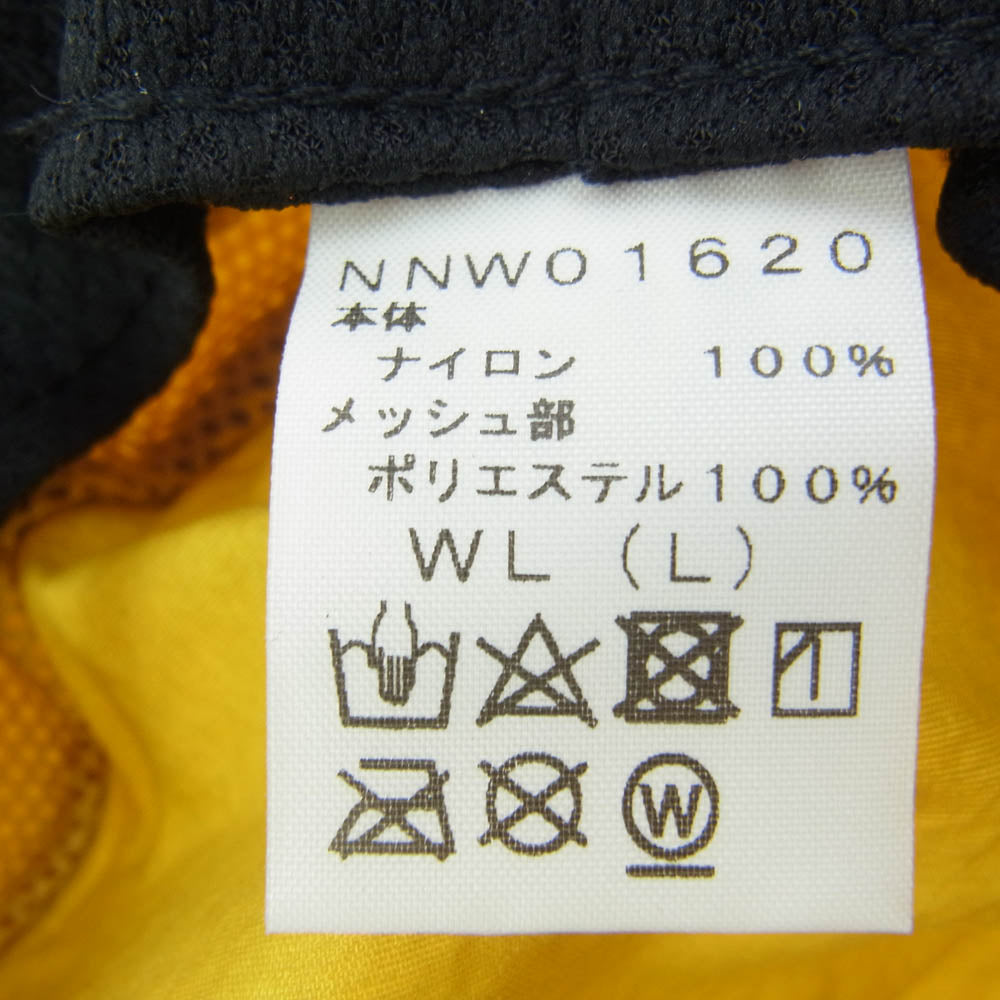 NNW01620
本体
ナイロン 100%
メッシュ部
ポリエステル100%
WL (L)
W